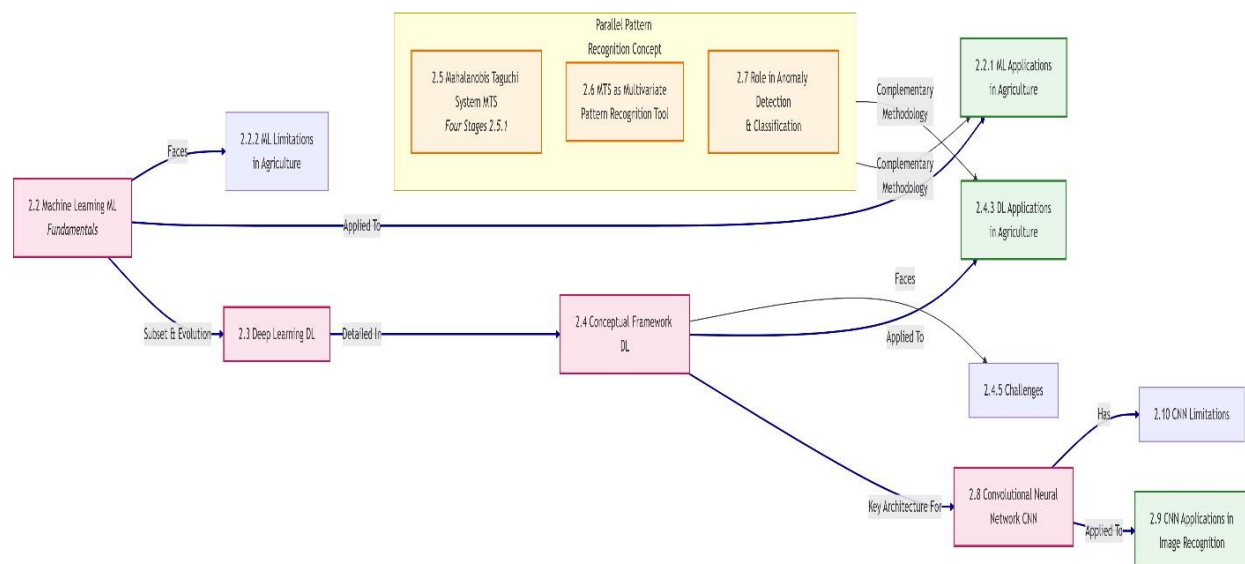 Parallel Pattern
Recognition Concept
2.5 Mahalanobis Taguchi
System MTS
Four Stages 2.5.1
2.6 MTS as Multivariate
Pattern Recognition Tool
2.7 Role in Anomaly
Detection
& Classification
Complementary
Methodology
2.2.1 ML Applications
in Agriculture
2.2.2 ML Limitations
in Agriculture
Faces
Complementary
Methodology
2.2 Machine Learning ML
Fundamentals
Applied To
2.4.3 DL Applications
in Agriculture
Faces
Subset & Evolution
2.3 Deep Learning DL
Detailed In
2.4 Conceptual Framework
DL
Applied To
2.4.5 Challenges
Has
2.10 CNN Limitations
Key Architecture For
2.8 Convolutional Neural
Network CNN
Applied To
2.9 CNN Applications in
Image Recognition